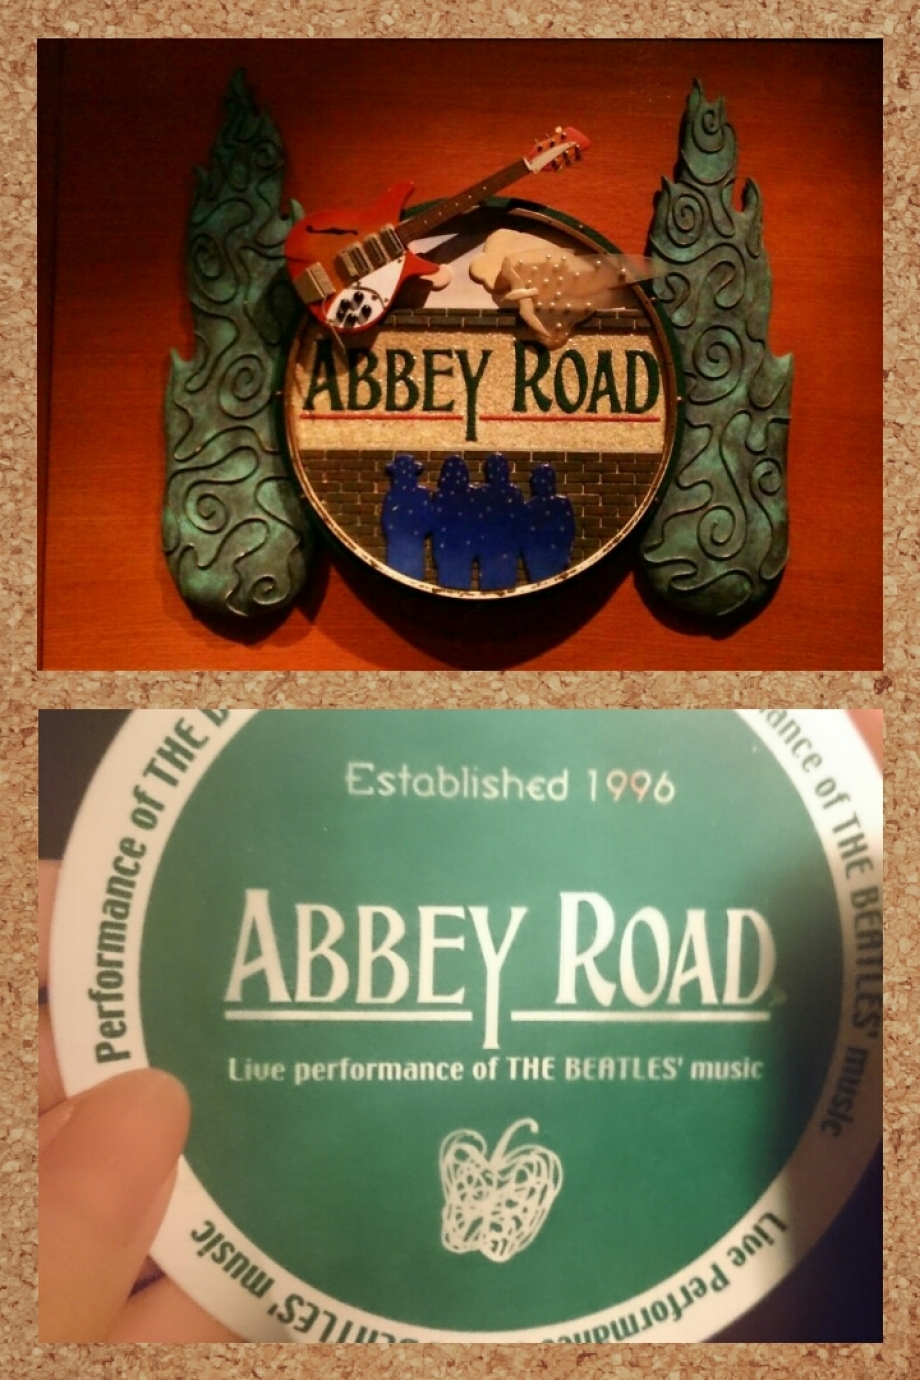 ABBEY ROAD
Performance of THE B
Established 1996
ance of THE BEATLES' music
ABBEY ROAD
Live performance of THE BEATLES' music
Live Performanc
BEATLES' music